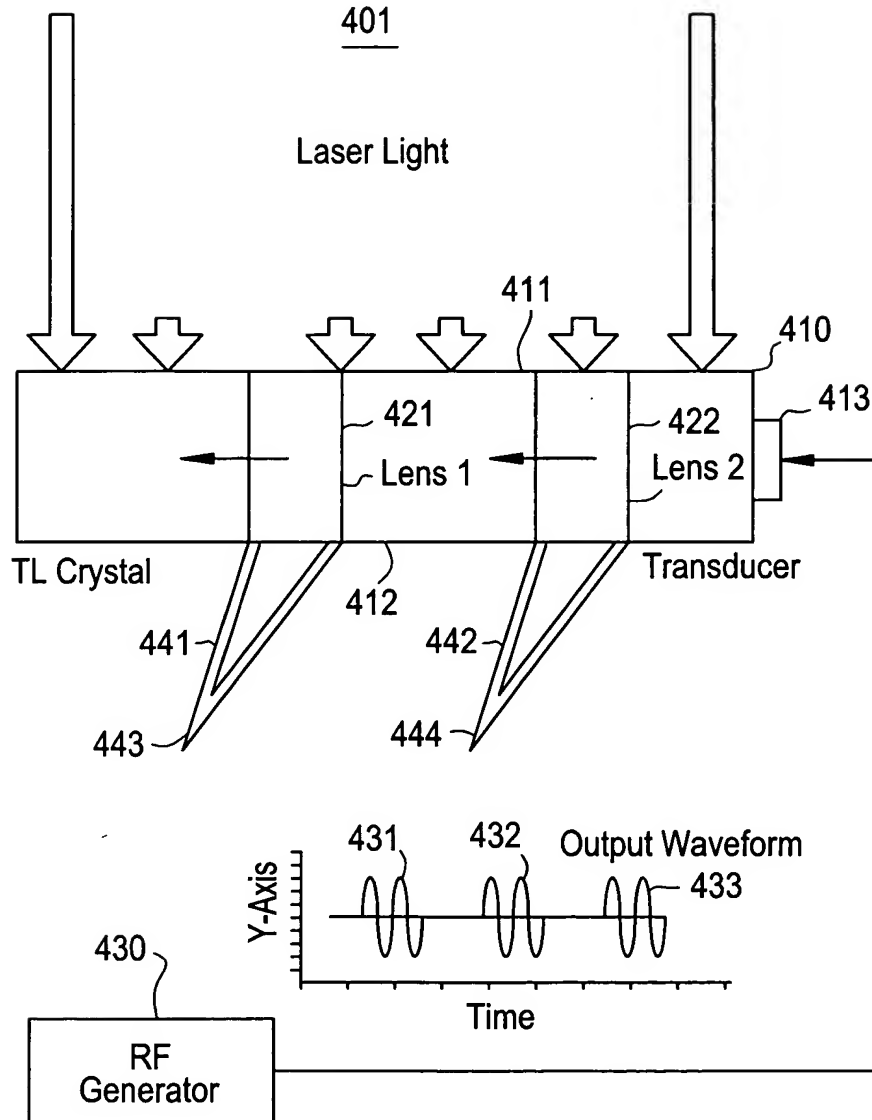 401
Laser Light
411
410
413
421
422
Lens 1
Lens 2
TL Crystal
412
Transducer
441
442
443
444
431
432
Output Waveform
433
Y-Axis
430
Time
RF
Generator